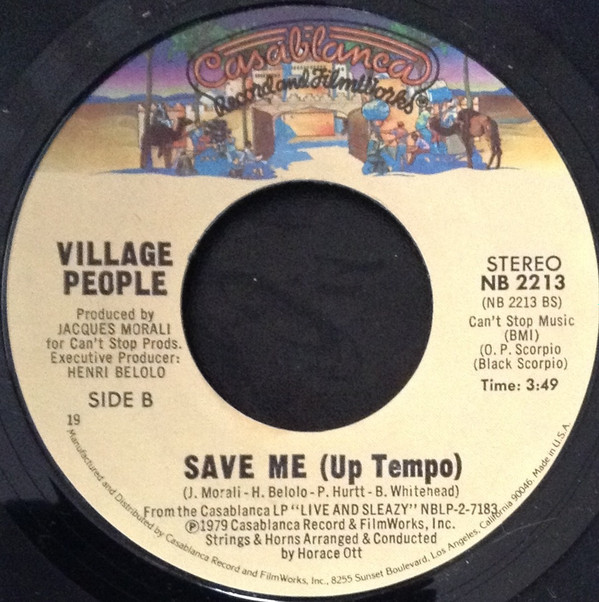 Casablanca
Record and FilmWorks
VILLAGE
PEOPLE
Produced by
JACQUES MORALI
for Can't Stop Prods.
Executive Producer:
HENRI BELOLO
SIDE B
19
STEREO
NB 2213
(NB 2213 BS)
Can't Stop Music
(BMI)
(O. P. Scorpio
(Black Scorpio)
Time: 3:49
SAVE ME (Up Tempo)
(J. Morali - H. Belolo - P. Hurtt - B. Whitehead)
From the Casablanca LP "LIVE AND SLEAZY" NBLP-2-7183
℗1979 Casablanca Record & FilmWorks, Inc.
Strings & Horns Arranged & Conducted
by Horace Ott
Manufactured and Distributed by Casablanca Record and FilmWorks, Inc., 8255 Sunset Boulevard, Los Angeles, California 90046. Made in U.S.A.